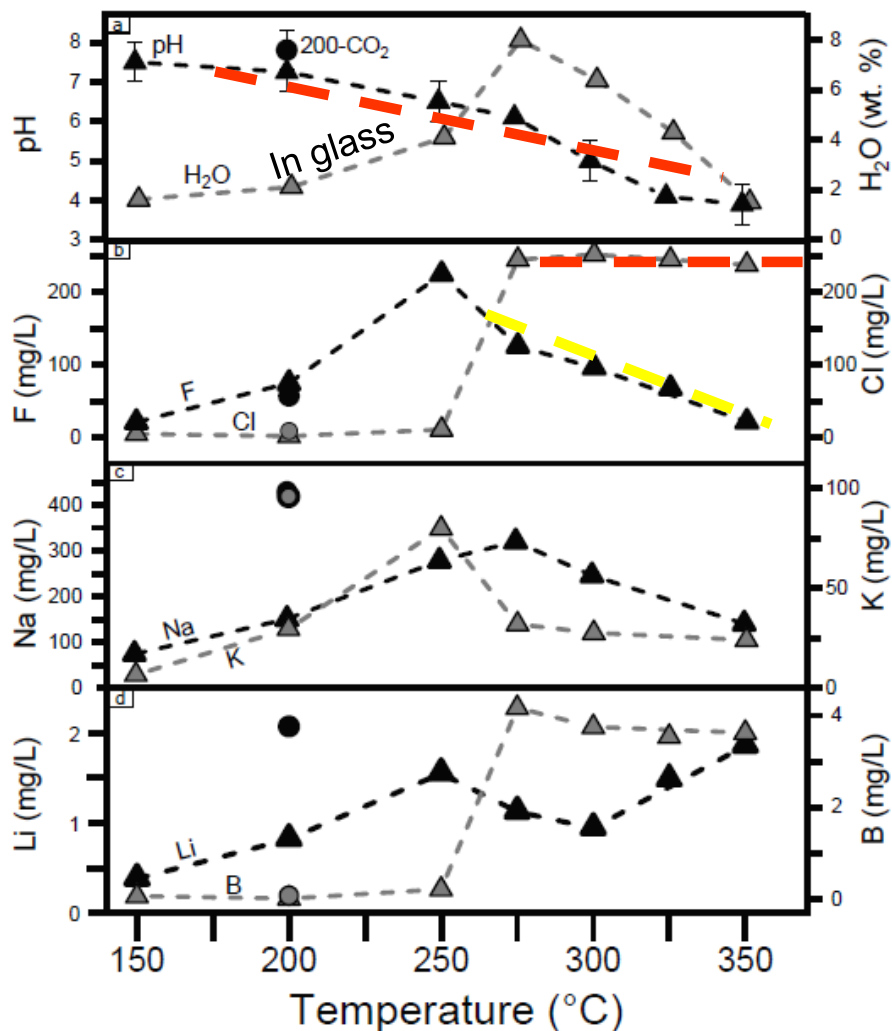 a
8
7
6
5
4
3
pH
pH
200-CO₂
H₂O
In glass
8
6
4
2
0
H₂O (wt. %)
b
200
100
0
F (mg/L)
F
Cl
200
100
0
Cl (mg/L)
c
400
300
200
100
0
Na (mg/L)
Na
K
100
50
0
K (mg/L)
d
2
1
0
Li (mg/L)
Li
B
4
2
0
B (mg/L)
150 200 250 300 350
Temperature (°C)